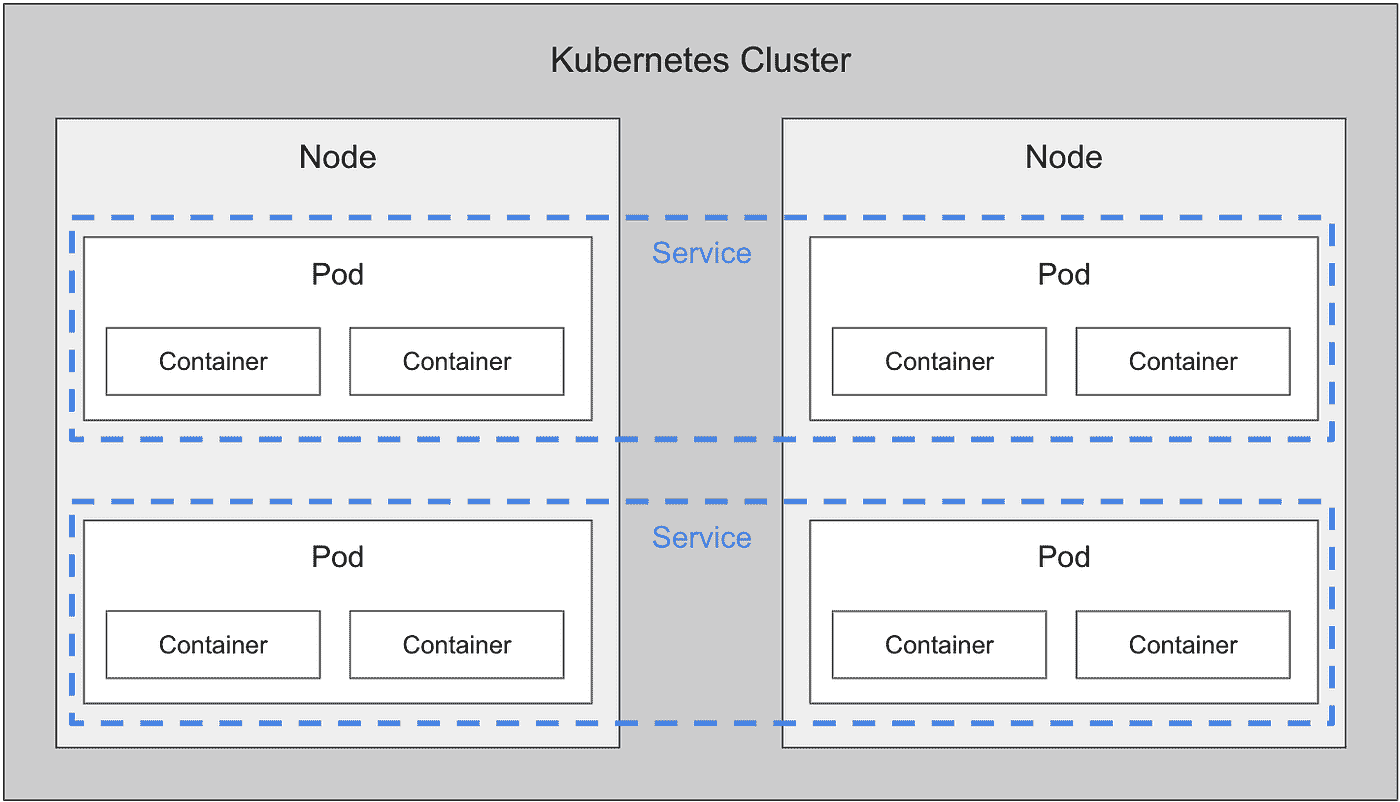 Kubernetes Cluster
Node
Node
Service
Pod
Pod
Container
Container
Container
Container
Service
Pod
Pod
Container
Container
Container
Container